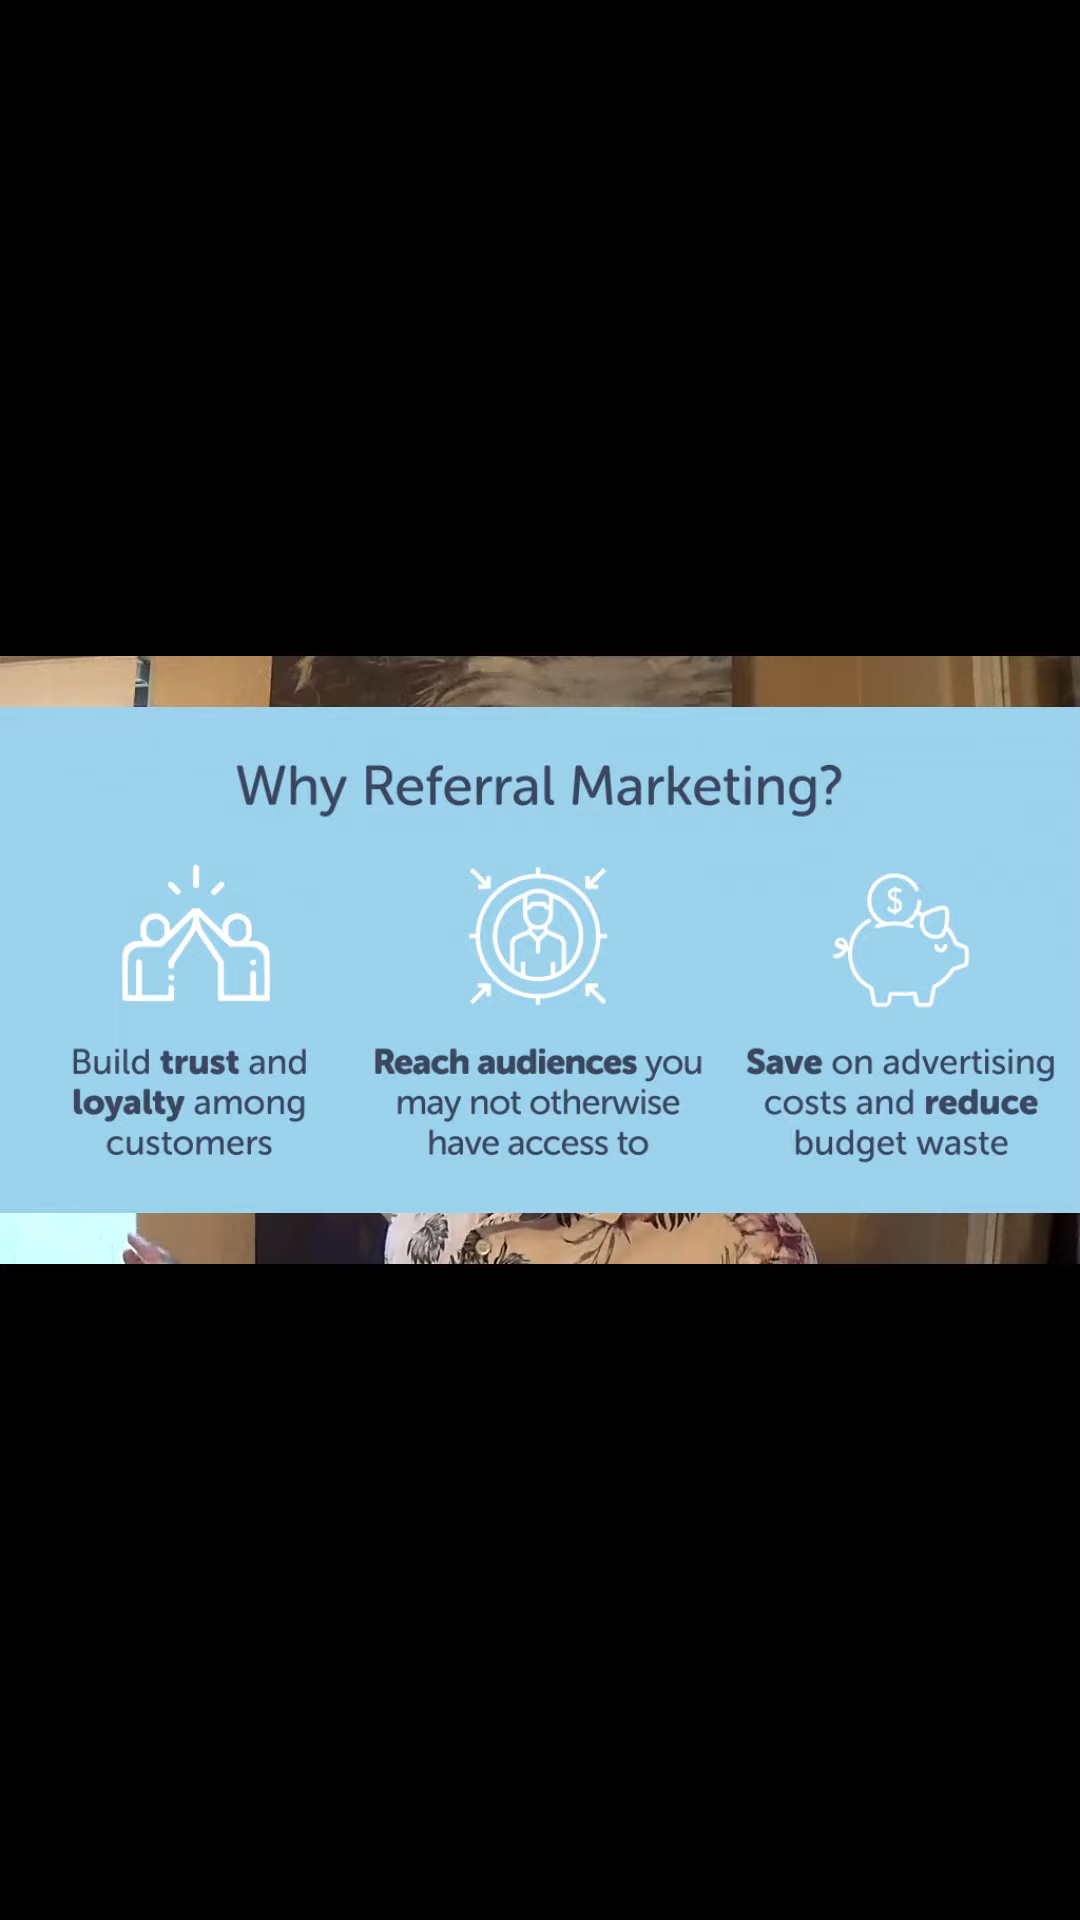 Why Referral Marketing?
$
Build trust and
loyalty among
customers
Reach audiences you
may not otherwise
have access to
Save on advertising
costs and reduce
budget waste